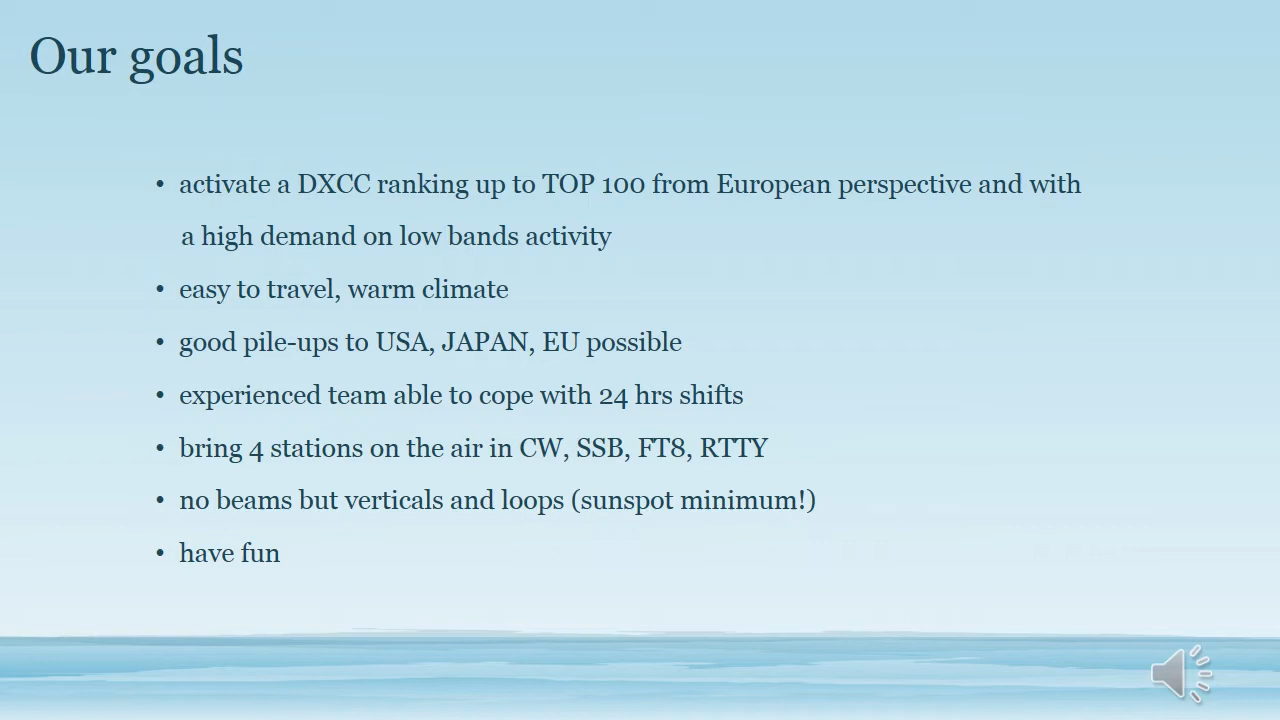 Our goals
• activate a DXCC ranking up to TOP 100 from European perspective and with
a high demand on low bands activity
• easy to travel, warm climate
• good pile-ups to USA, JAPAN, EU possible
• experienced team able to cope with 24 hrs shifts
• bring 4 stations on the air in CW, SSB, FT8, RTTY
• no beams but verticals and loops (sunspot minimum!)
• have fun